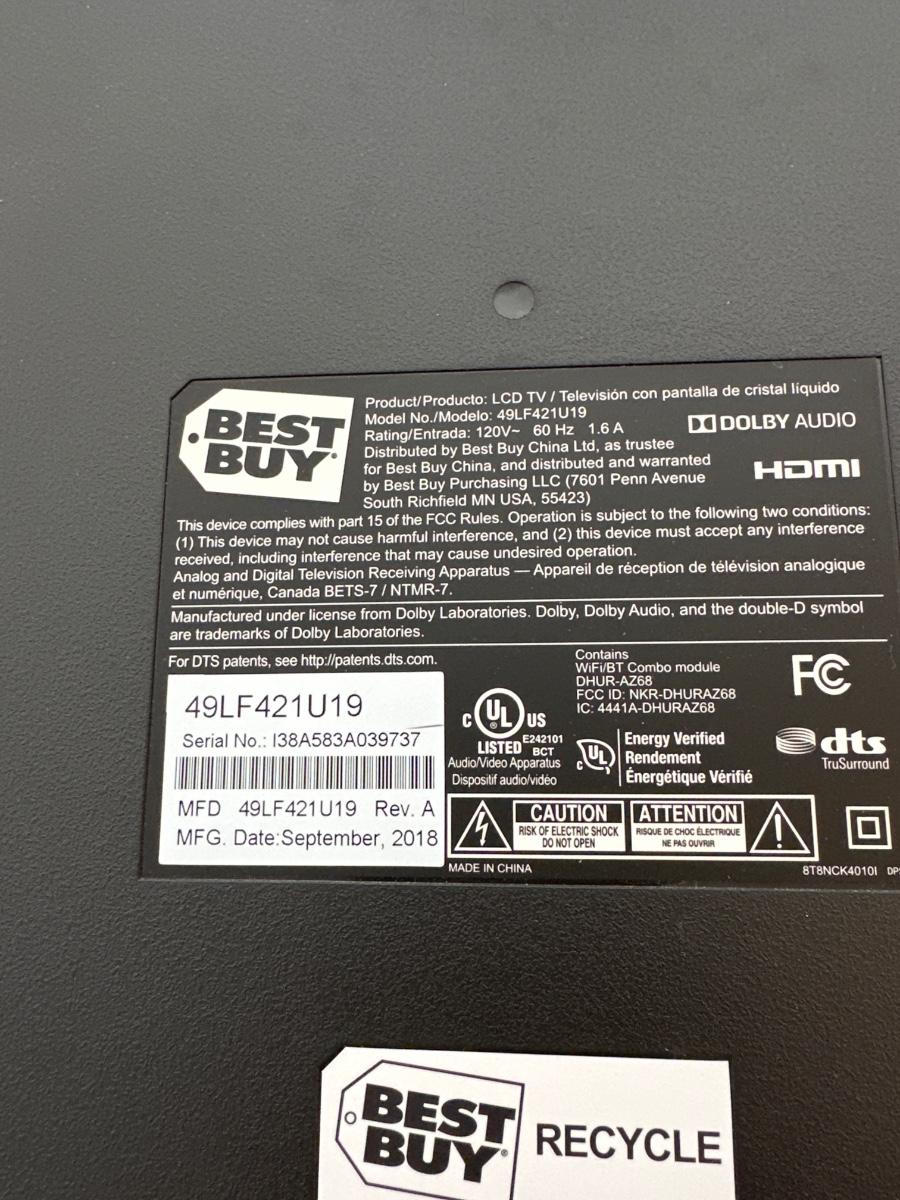 BEST
BUY
Product/Producto: LCD TV / Televisión con pantalla de cristal líquido
Model No./Modelo: 49LF421U19
Rating/Entrada: 120V~ 60 Hz 1.6 A
DOLBY AUDIO
Distributed by Best Buy China Ltd, as trustee
for Best Buy China, and distributed and warranted
by Best Buy Purchasing LLC (7601 Penn Avenue
South Richfield MN USA, 55423)
HDMI
This device complies with part 15 of the FCC Rules. Operation is subject to the following two conditions:
(1) This device may not cause harmful interference, and (2) this device must accept any interference
received, including interference that may cause undesired operation.
Analog and Digital Television Receiving Apparatus — Appareil de réception de télévision analogique
et numérique, Canada BETS-7 / NTMR-7.
Manufactured under license from Dolby Laboratories. Dolby, Dolby Audio, and the double-D symbol
are trademarks of Dolby Laboratories.
For DTS patents, see http://patents.dts.com.
49LF421U19
Serial No.: I38A583A039737
MFD 49LF421U19 Rev. A
MFG. Date:September, 2018
c UL® US
LISTED E242101
BCT
Audio/Video Apparatus
Dispositif audio/vidéo
Contains
WiFi/BT Combo module
DHUR-AZ68
FCC ID: NKR-DHURAZ68
IC: 4441A-DHURAZ68
FC
c UL
Energy Verified
Rendement
Énergétique Vérifié
dts
TruSurround
CAUTION
RISK OF ELECTRIC SHOCK
DO NOT OPEN
ATTENTION
RISQUE DE CHOC ÉLECTRIQUE
NE PAS OUVRIR
MADE IN CHINA
8T8NCK4010I
BEST
BUY®
RECYCLE